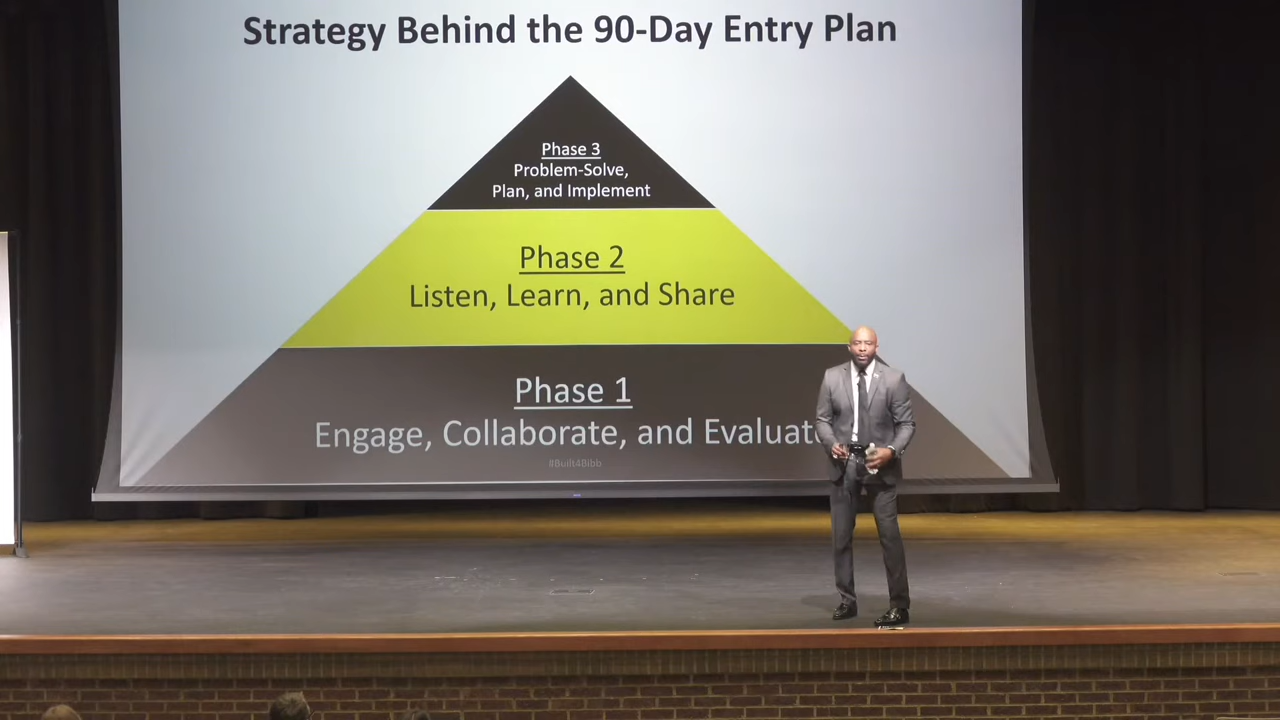 Strategy Behind the 90-Day Entry Plan
Phase 3
Problem-Solve,
Plan, and Implement
Phase 2
Listen, Learn, and Share
Phase 1
Engage, Collaborate, and Evaluat
#Built4Bibb